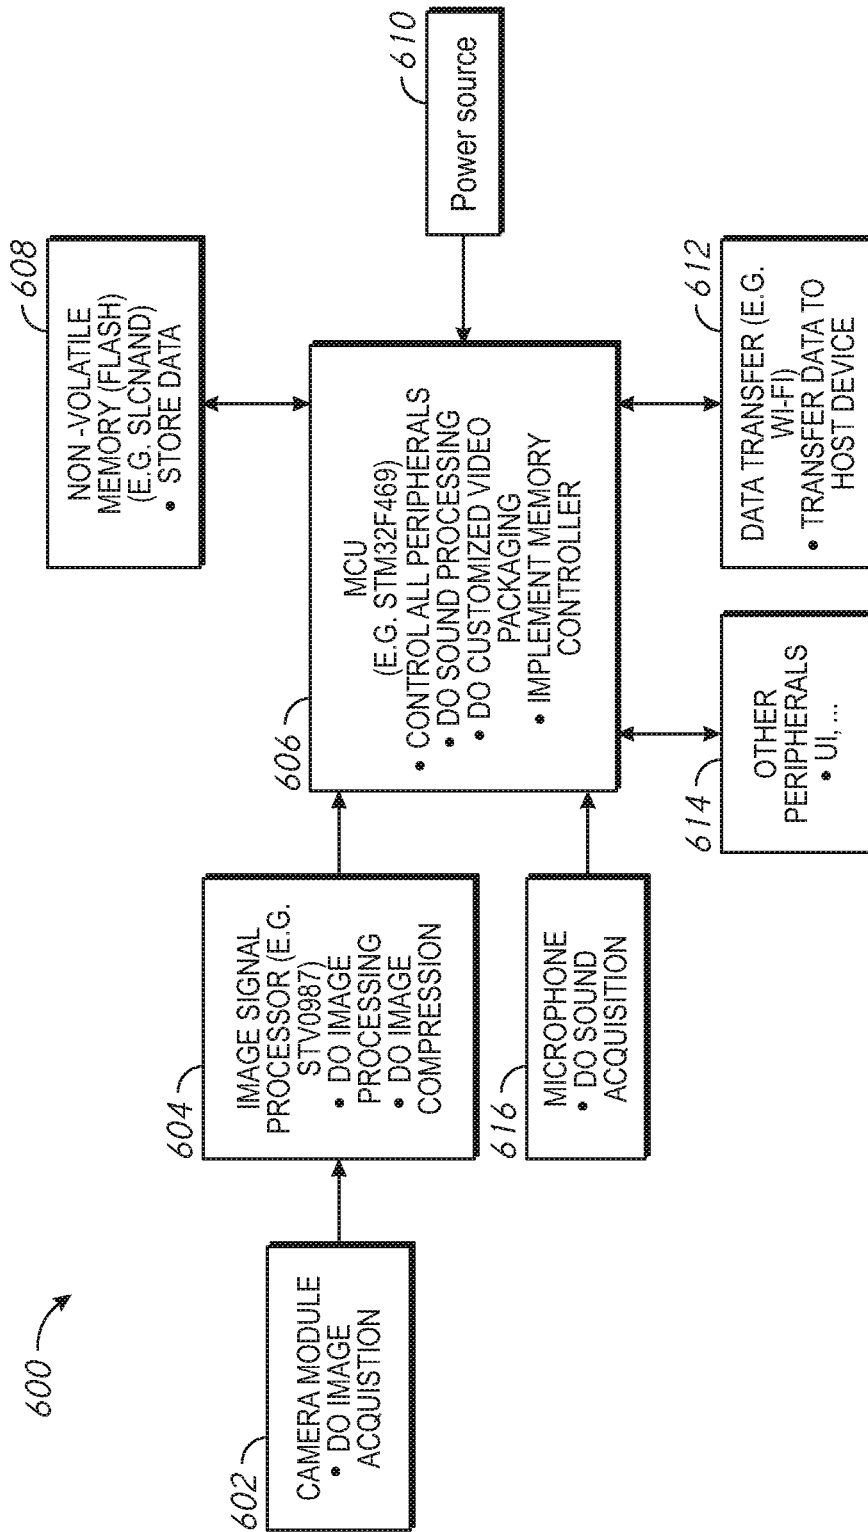 600
602
CAMERA MODULE
• DO IMAGE
ACQUISTION
604
IMAGE SIGNAL
PROCESSOR (E.G.
STV0987)
• DO IMAGE
PROCESSING
• DO IMAGE
COMPRESSION
616
MICROPHONE
• DO SOUND
ACQUISITION
606
MCU
(E.G. STM32F469)
• CONTROL ALL PERIPHERALS
• DO SOUND PROCESSING
• DO CUSTOMIZED VIDEO
PACKAGING
• IMPLEMENT MEMORY
CONTROLLER
608
NON -VOLATILE
MEMORY (FLASH)
(E.G. SLCNAND)
• STORE DATA
610
Power source
614
OTHER
PERIPHERALS
• UI, ...
612
DATA TRANSFER (E.G.
WI-FI)
• TRANSFER DATA TO
HOST DEVICE